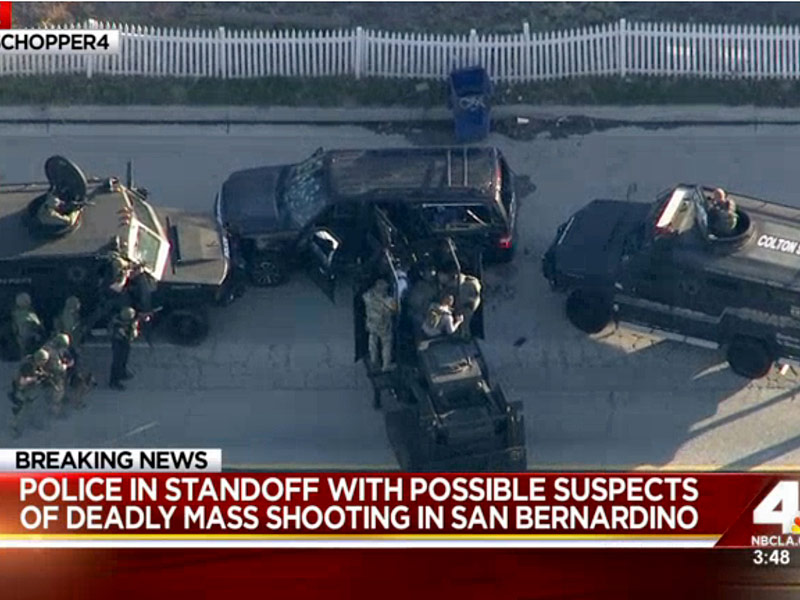 CHOPPER4
COLTON
BREAKING NEWS
POLICE IN STANDOFF WITH POSSIBLE SUSPECTS
OF DEADLY MASS SHOOTING IN SAN BERNARDINO
4
NBCLA.
3:48